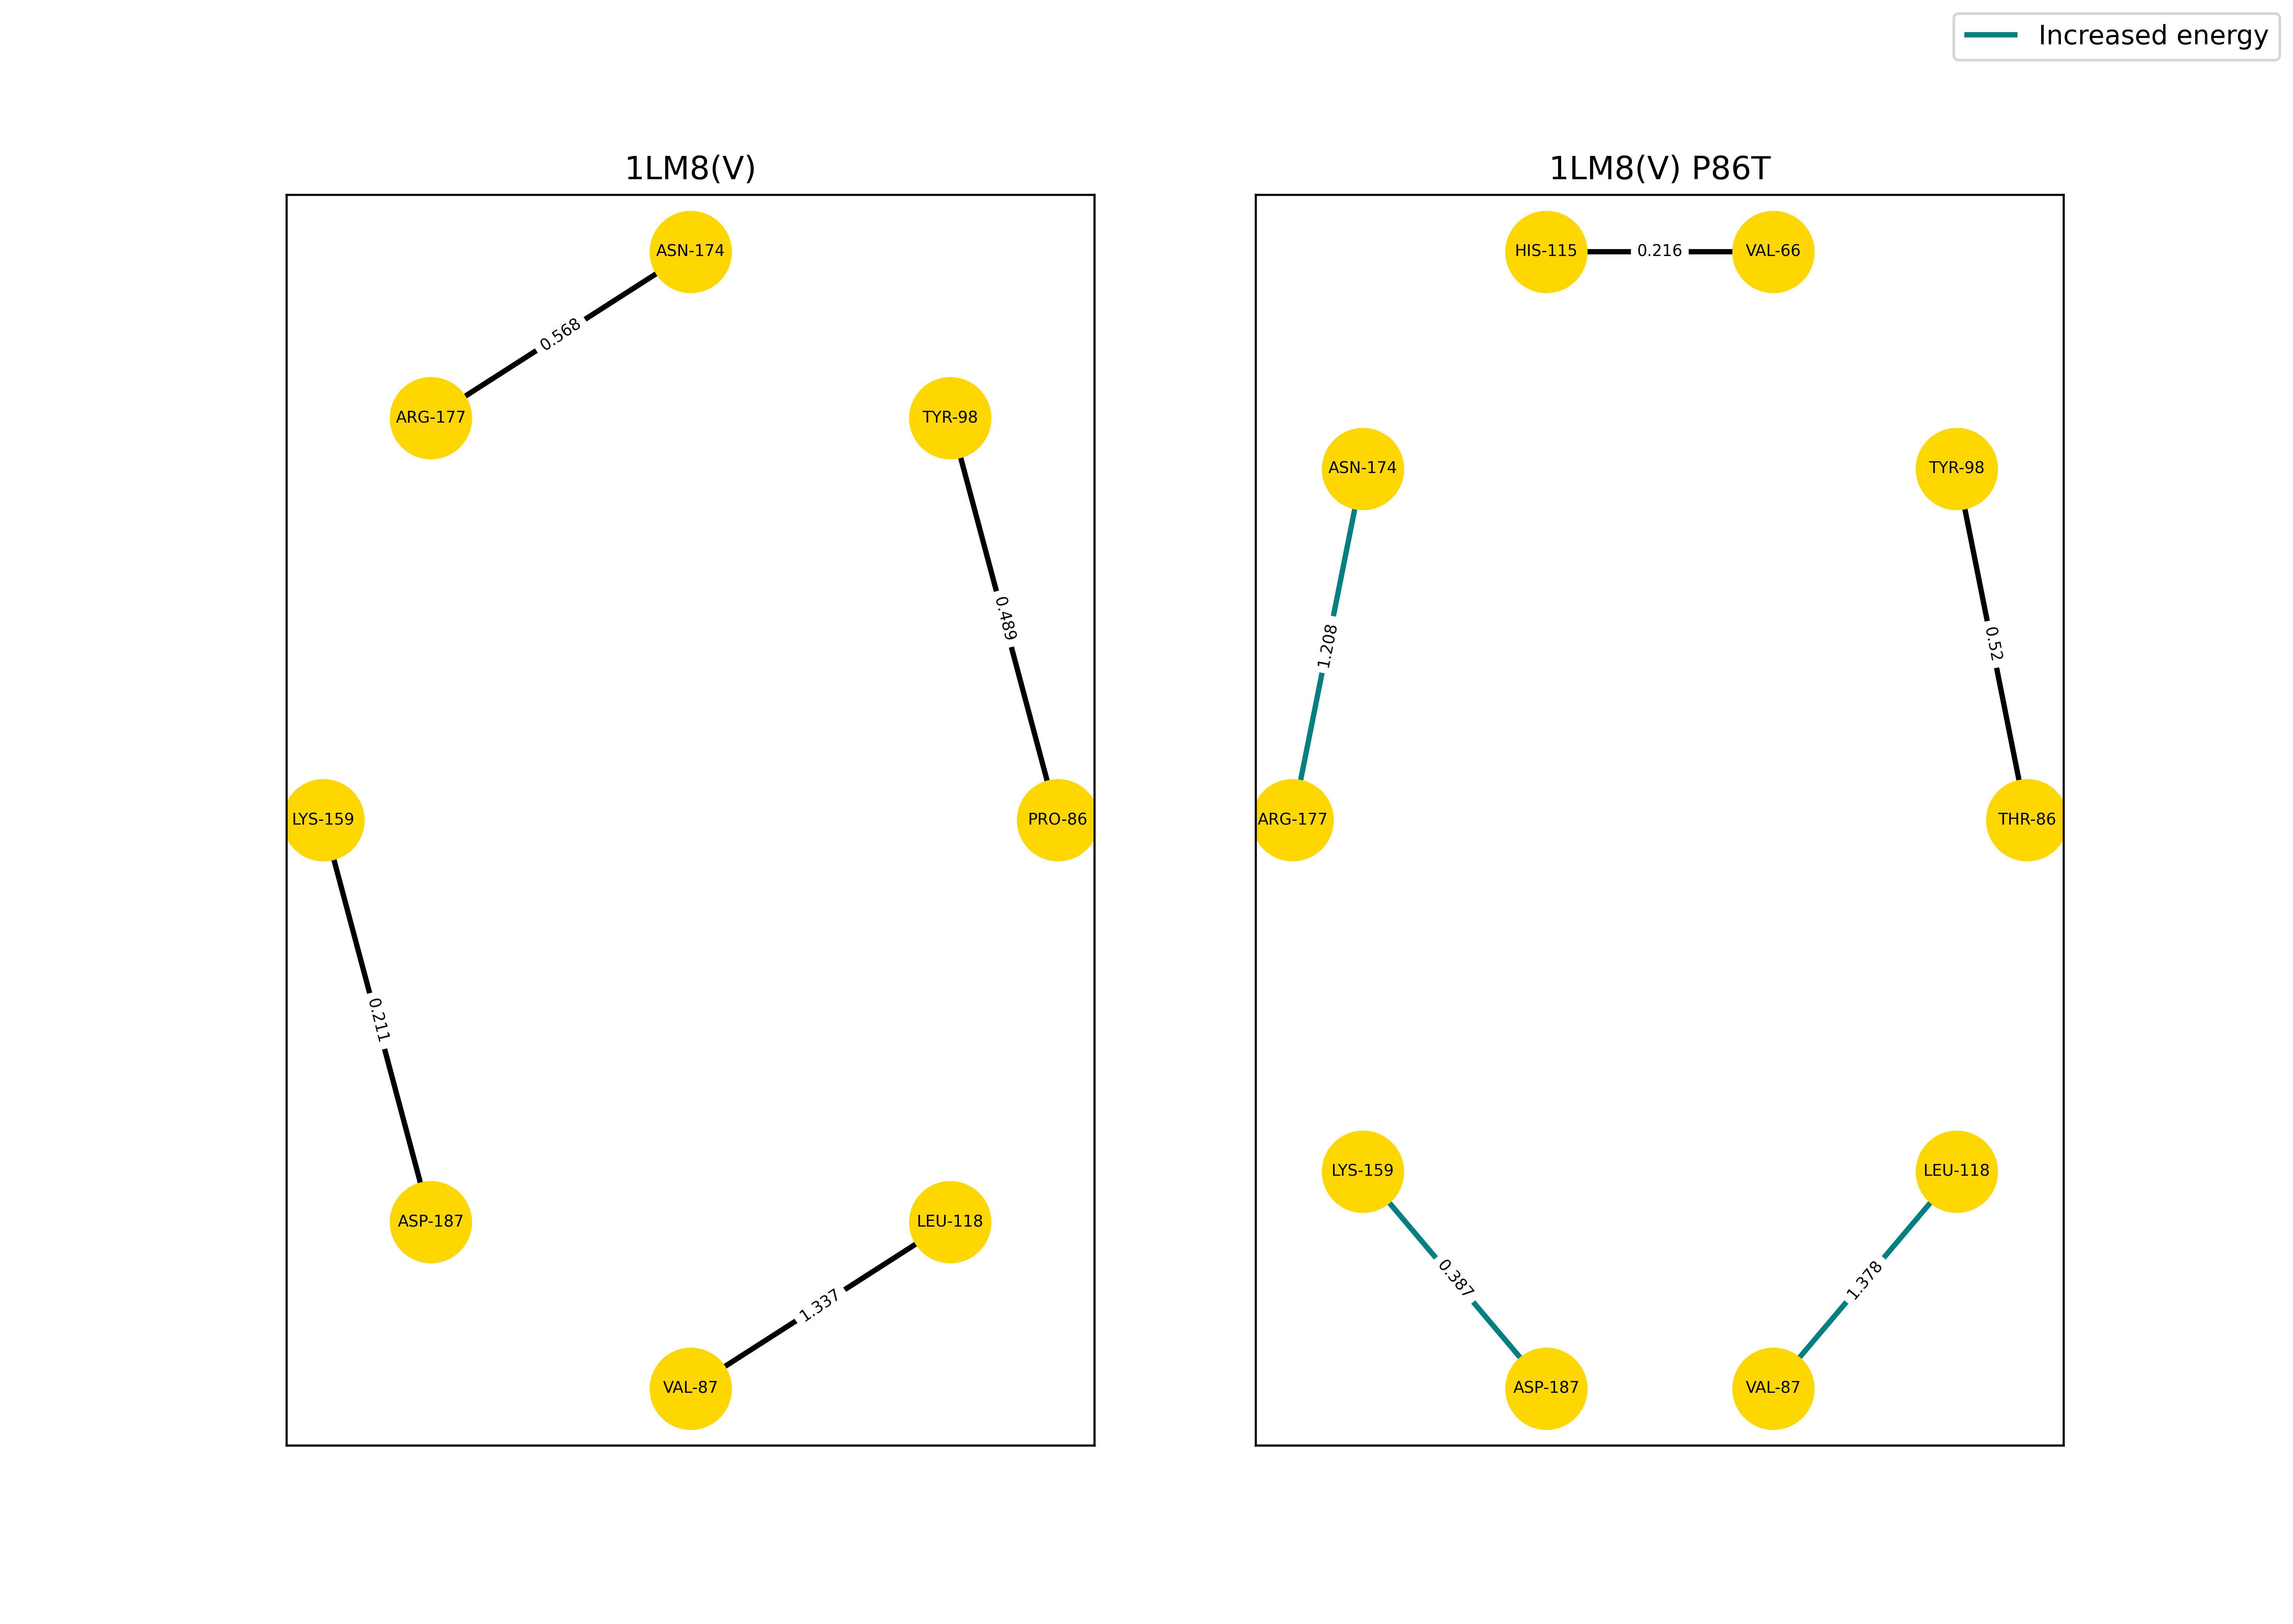 Increased energy
1LM8(V)
ASN-174
0.568
ARG-177
TYR-98
0.489
LYS-159
PRO-86
0.211
ASP-187
LEU-118
1.337
VAL-87
1LM8(V) P86T
HIS-115
0.216
VAL-66
ASN-174
TYR-98
1.208
0.52
ARG-177
THR-86
LYS-159
LEU-118
0.387
1.378
ASP-187
VAL-87